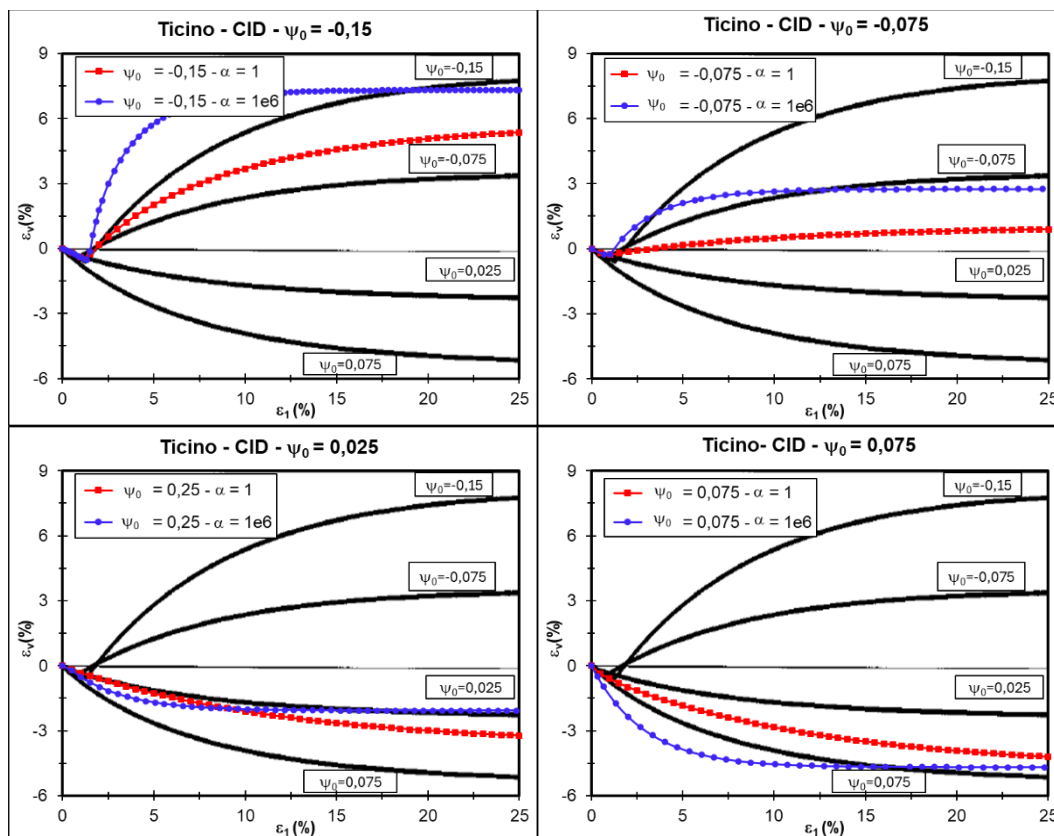 Ticino - CID - ψ₀ = -0,15
9
6
3
0
-3
-6
εᵥ(%)
ψ₀ = -0,15 - α = 1
ψ₀ = -0,15 - α = 1e6
ψ₀=-0,15
ψ₀=-0,075
ψ₀=0,025
ψ₀=0,075
0
5
10
15
20
25
ε₁ (%)
Ticino - CID - ψ₀ = -0,075
9
6
3
0
-3
-6
εᵥ(%)
ψ₀ = -0,075 - α = 1
ψ₀ = -0,075 - α = 1e6
ψ₀=-0,15
ψ₀=-0,075
ψ₀=0,025
ψ₀=0,075
0
5
10
15
20
25
ε₁ (%)
Ticino - CID - ψ₀ = 0,025
9
6
3
0
-3
-6
εᵥ(%)
ψ₀ = 0,25 - α = 1
ψ₀ = 0,25 - α = 1e6
ψ₀=-0,15
ψ₀=-0,075
ψ₀=0,025
ψ₀=0,075
0
5
10
15
20
25
ε₁ (%)
Ticino- CID - ψ₀ = 0,075
9
6
3
0
-3
-6
εᵥ(%)
ψ₀ = 0,075 - α = 1
ψ₀ = 0,075 - α = 1e6
ψ₀=-0,15
ψ₀=-0,075
ψ₀=0,025
ψ₀=0,075
0
5
10
15
20
25
ε₁ (%)